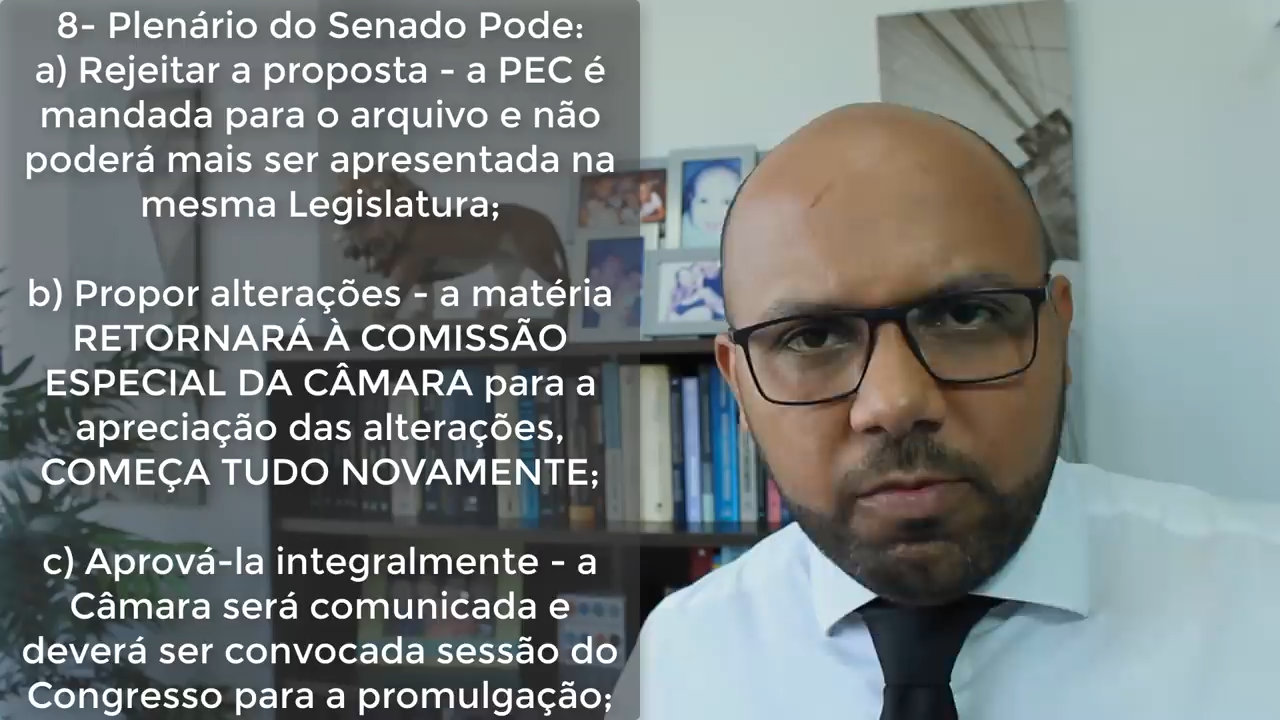 8- Plenário do Senado Pode:
a) Rejeitar a proposta - a PEC é
mandada para o arquivo e não
poderá mais ser apresentada na
mesma Legislatura;
b) Propor alterações - a matéria
RETORNARÁ À COMISSÃO
ESPECIAL DA CÂMARA para a
apreciação das alterações,
COMEÇA TUDO NOVAMENTE;
c) Aprová-la integralmente - a
Câmara será comunicada e
deverá ser convocada sessão do
Congresso para a promulgação;